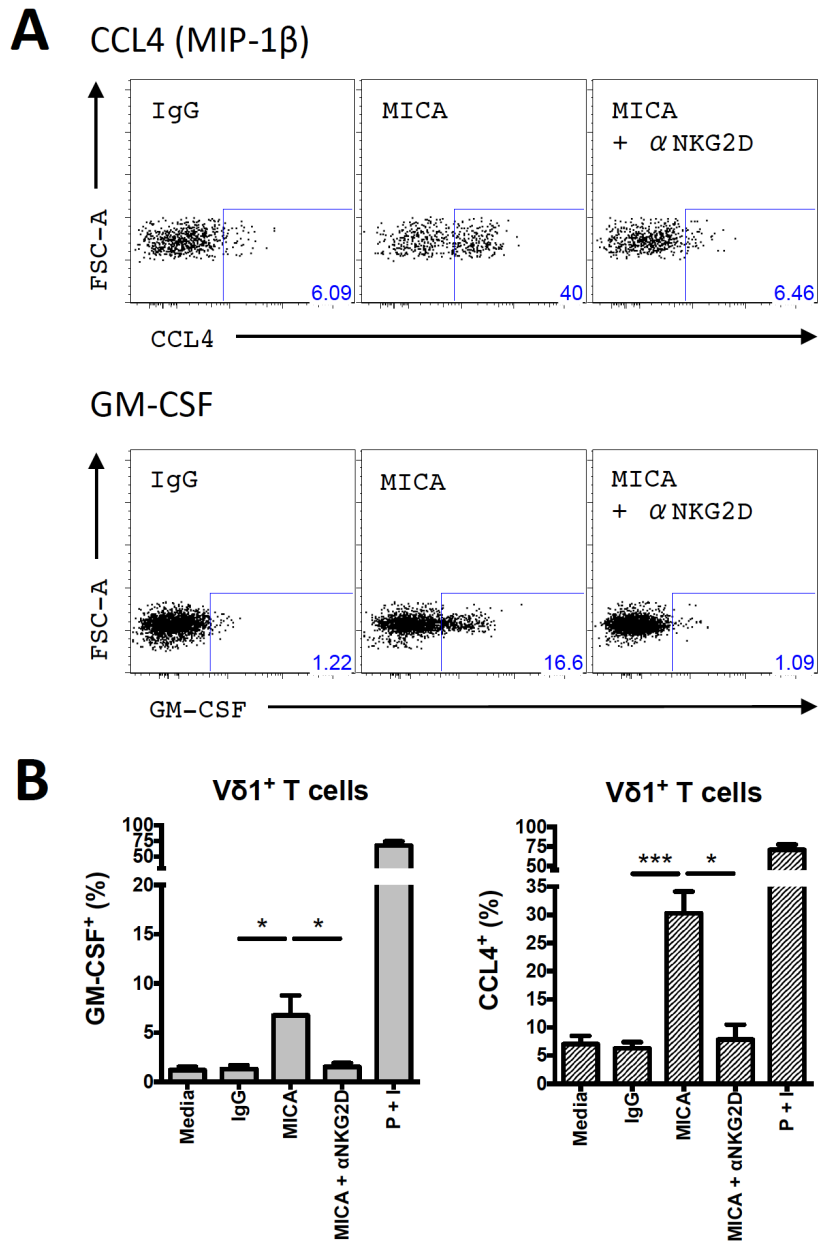 A
CCL4 (MIP-1β)
IgG
MICA
MICA
+ αNKG2D
FSC-A
6.09
40
6.46
CCL4
GM-CSF
IgG
MICA
MICA
+ αNKG2D
FSC-A
1.22
16.6
1.09
GM-CSF
B
Vδ1+ T cells
GM-CSF+ (%)
100
75
50
20
15
10
5
0
*
*
Media
IgG
MICA
MICA + αNKG2D
P + I
Vδ1+ T cells
CCL4+ (%)
100
75
50
35
30
25
20
15
10
5
0
***
*
Media
IgG
MICA
MICA + αNKG2D
P + I